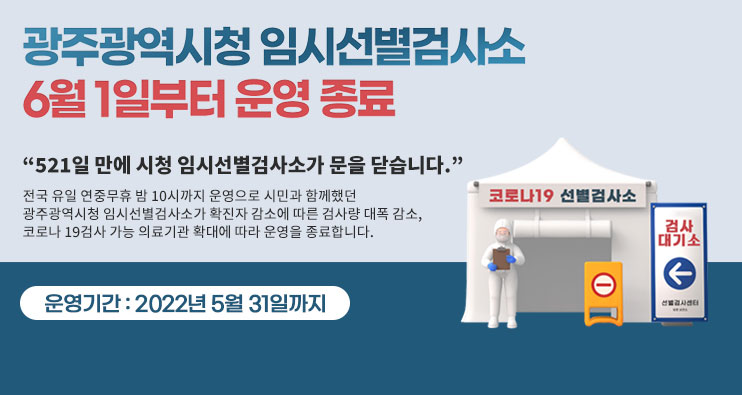 광주광역시청 임시선별검사소
6월 1일부터 운영 종료
“521일 만에 시청 임시선별검사소가 문을 닫습니다.”
전국 유일 연중무휴 밤 10시까지 운영으로 시민과 함께했던
광주광역시청 임시선별검사소가 확진자 감소에 따른 검사량 대폭 감소,
코로나 19검사 가능 의료기관 확대에 따라 운영을 종료합니다.
운영기간 : 2022년 5월 31일까지
코로나19 선별검사소
검사
대기소
선별검사센터